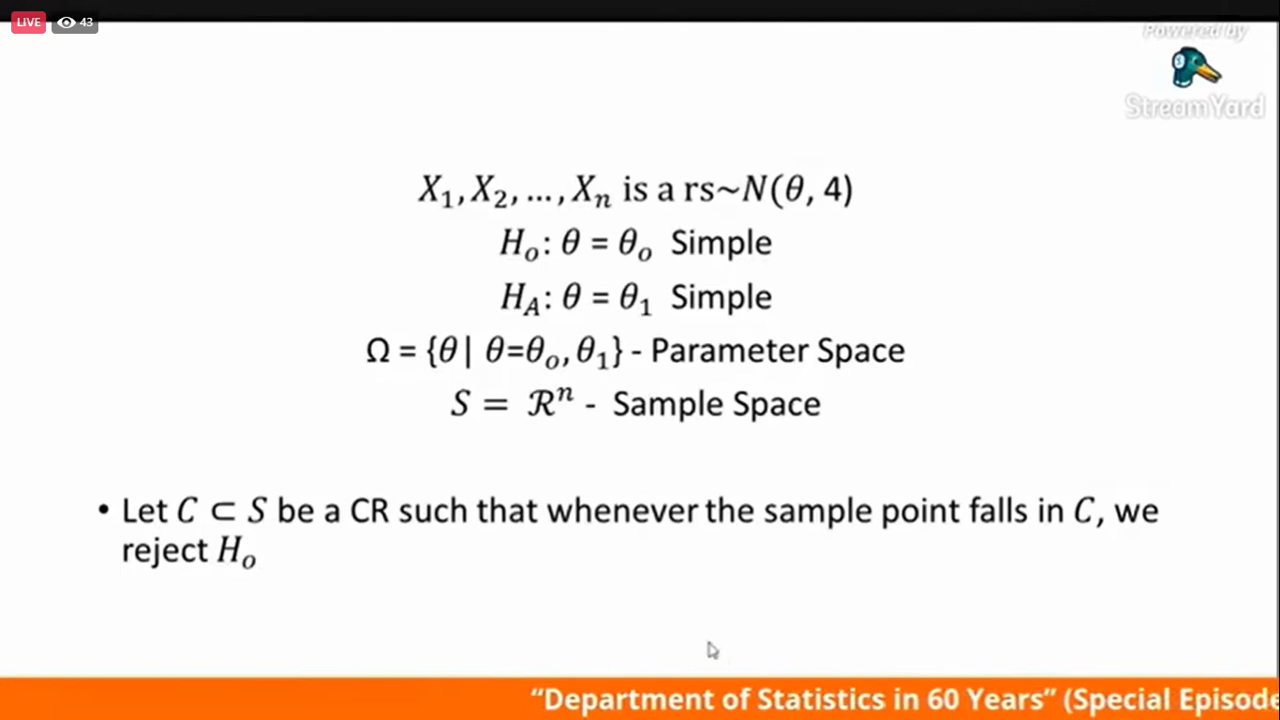 LIVE 43
Powered by
StreamYard
X₁, X₂, ..., Xₙ is a rs~N(θ, 4)
Hₒ: θ = θₒ Simple
H_A: θ = θ₁ Simple
Ω = {θ| θ=θₒ, θ₁} - Parameter Space
S = ℛⁿ - Sample Space
• Let C ⊂ S be a CR such that whenever the sample point falls in C, we
reject Hₒ
“Department of Statistics in 60 Years” (Special Episode